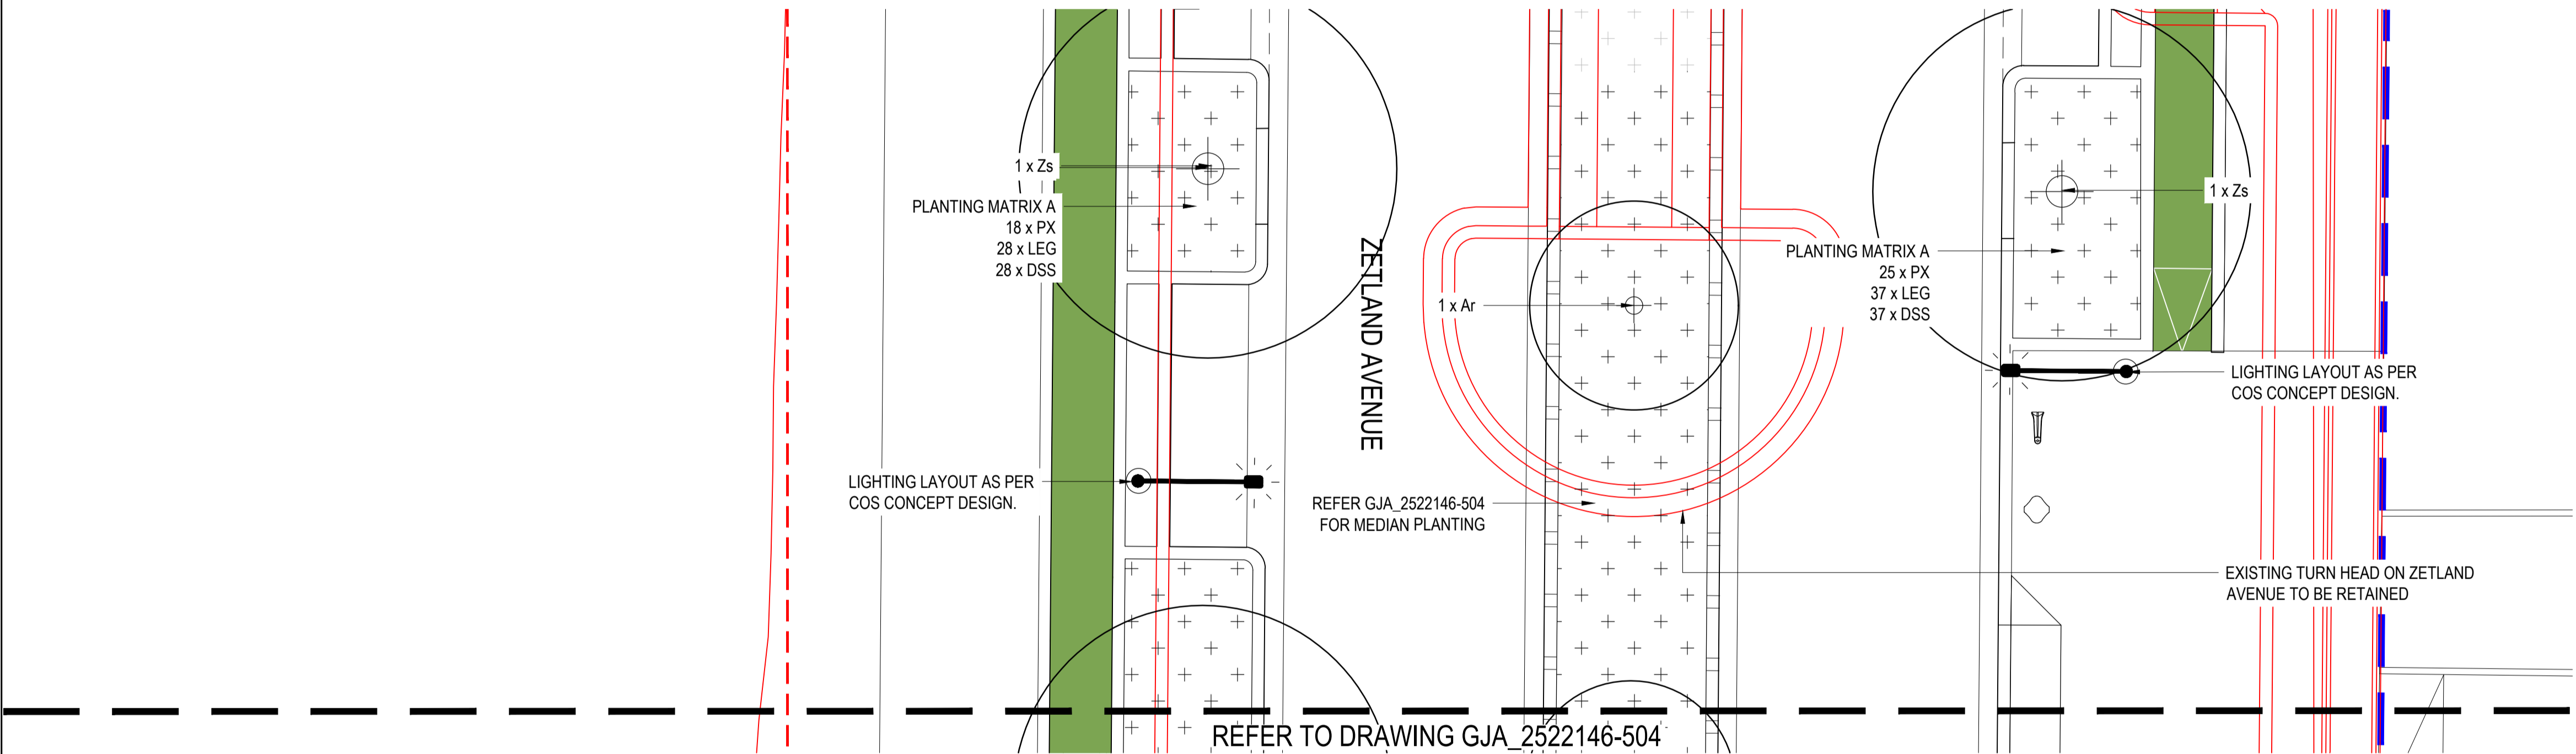 1 x Zs
PLANTING MATRIX A
18 x PX
28 x LEG
28 x DSS
LIGHTING LAYOUT AS PER
COS CONCEPT DESIGN.
ZETLAND AVENUE
1 x Ar
REFER GJA_2522146-504
FOR MEDIAN PLANTING
PLANTING MATRIX A
25 x PX
37 x LEG
37 x DSS
1 x Zs
LIGHTING LAYOUT AS PER
COS CONCEPT DESIGN.
EXISTING TURN HEAD ON ZETLAND
AVENUE TO BE RETAINED
REFER TO DRAWING GJA_2522146-504